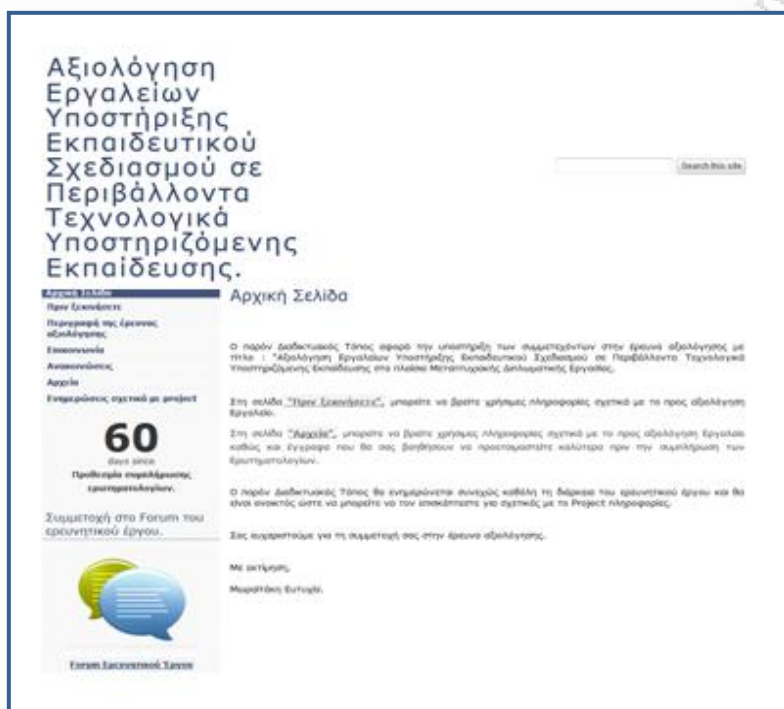 Αξιολόγηση
Εργαλείων
Υποστήριξης
Εκπαιδευτικού
Σχεδιασμού σε
Περιβάλλοντα
Τεχνολογικά
Υποστηριζόμενης
Εκπαίδευσης.
Search this site
Αρχική Σελίδα
Πριν ξεκινήσετε
Περιγραφή της έρευνας
αξιολόγησης
Επικοινωνία
Ανακοινώσεις
Αρχεία
Ενημερώσεις σχετικά με project
60
days since
Προθεσμία συμπλήρωσης
ερωτηματολογίων.
Συμμετοχή στο Forum του
ερευνητικού έργου.
Forum Ερευνητικού Έργου
Αρχική Σελίδα
Ο παρόν Διαδικτυακός Τόπος αφορά την υποστήριξη των συμμετεχόντων στην έρευνα αξιολόγησης με
τίτλο : "Αξιολόγηση Εργαλείων Υποστήριξης Εκπαιδευτικού Σχεδιασμού σε Περιβάλλοντα Τεχνολογικά
Υποστηριζόμενης Εκπαίδευσης στα πλαίσια Μεταπτυχιακής Διπλωματικής Εργασίας.
Στη σελίδα "Πριν ξεκινήσετε", μπορείτε να βρείτε χρήσιμες πληροφορίες σχετικά με το προς αξιολόγηση
Εργαλείο.
Στη σελίδα "Αρχεία", μπορείτε να βρείτε χρήσιμες πληροφορίες σχετικά με το προς αξιολόγηση Εργαλείο
καθώς και έγγραφα που θα σας βοηθήσουν να προετοιμαστείτε καλύτερα πριν την συμπλήρωση των
Ερωτηματολογίων.
Ο παρόν Διαδικτυακός Τόπος θα ενημερώνεται συνεχώς καθόλη τη διάρκεια του ερευνητικού έργου και θα
είναι ανοικτός ώστε να μπορείτε να τον επισκέπτεστε για σχετικές με το Project πληροφορίες.
Σας ευχαριστούμε για τη συμμετοχή σας στην έρευνα αξιολόγησης.
Με εκτίμηση,
Μωραϊτάκη Ευτυχία.